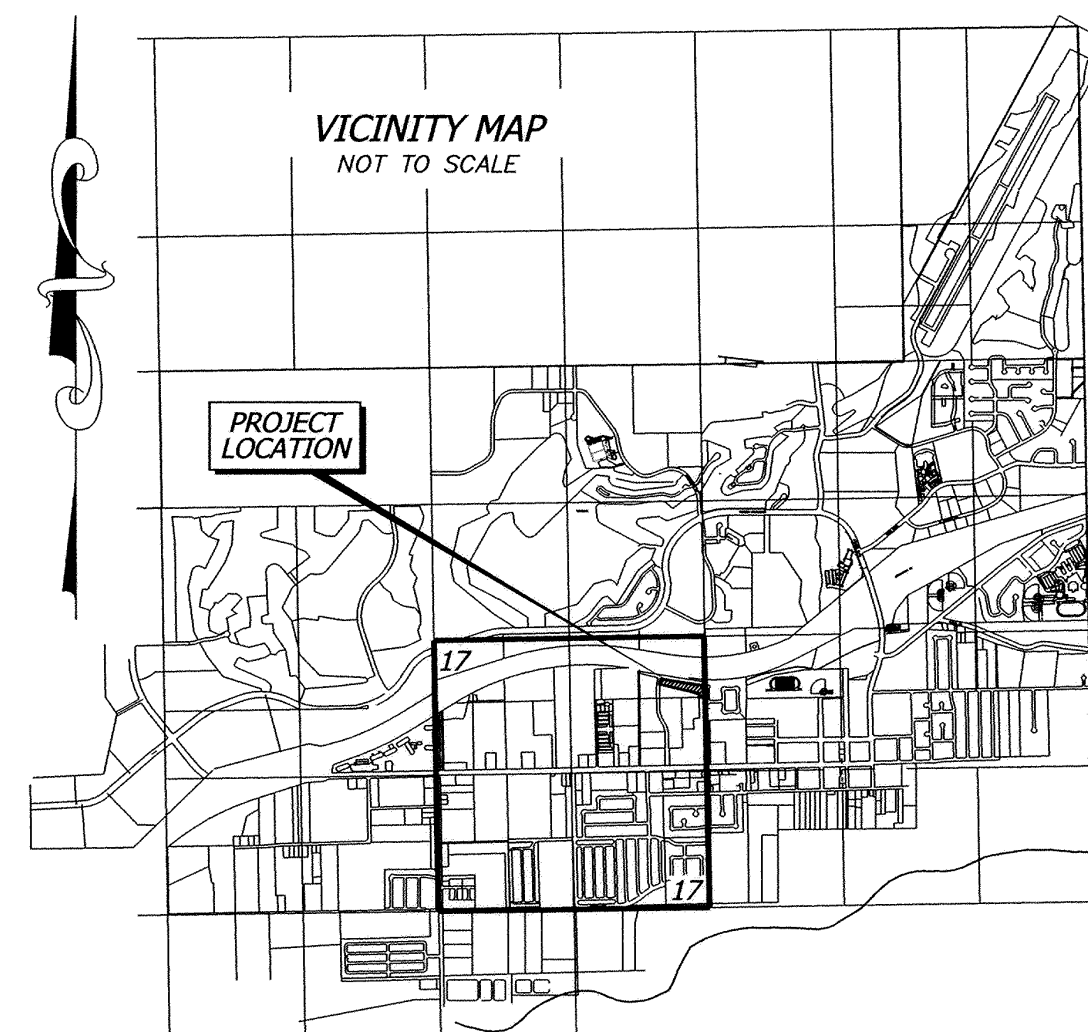 VICINITY MAP
NOT TO SCALE
PROJECT
LOCATION
17
17